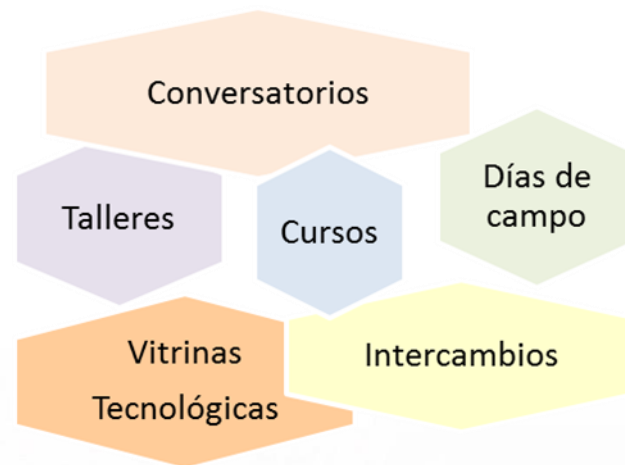 Conversatorios
Talleres
Cursos
Días de
campo
Vitrinas
Tecnológicas
Intercambios